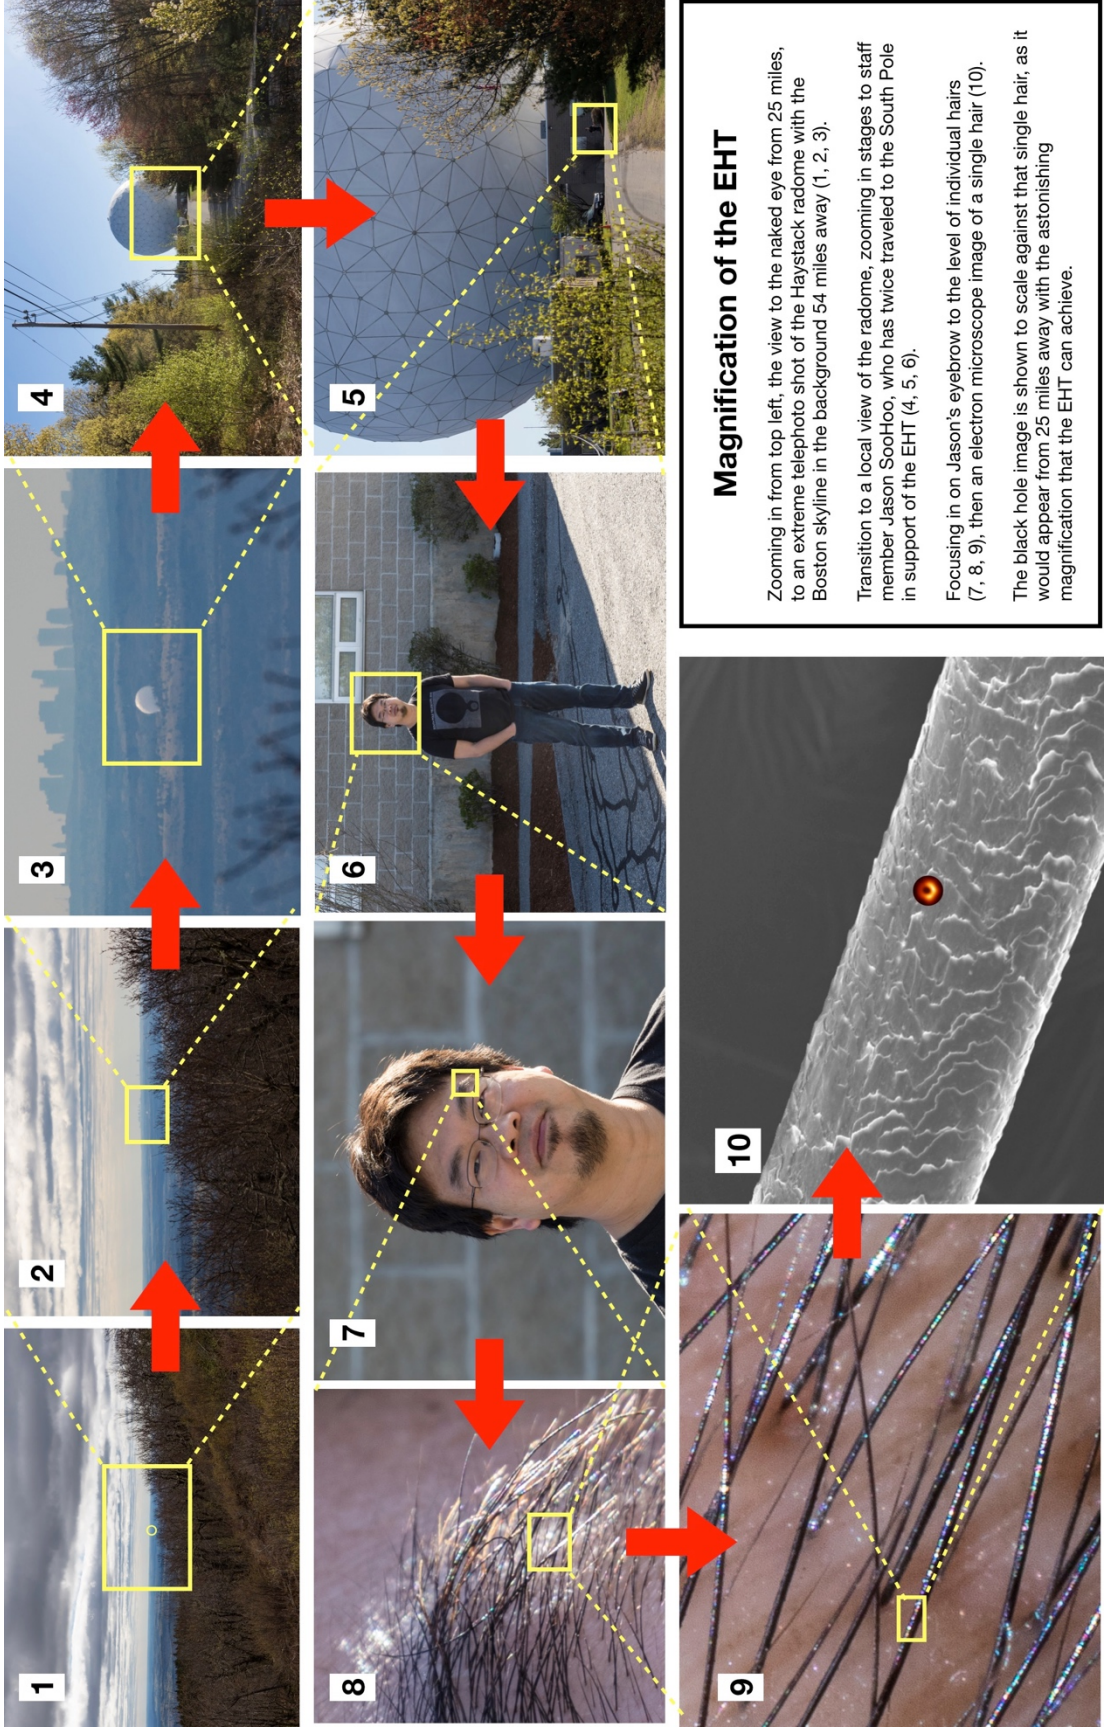 1
2
3
4
5
6
7
8
9
10
Magnification of the EHT
Zooming in from top left, the view to the naked eye from 25 miles,
to an extreme telephoto shot of the Haystack radome with the
Boston skyline in the background 54 miles away (1, 2, 3).
Transition to a local view of the radome, zooming in stages to staff
member Jason SooHoo, who has twice traveled to the South Pole
in support of the EHT (4, 5, 6).
Focusing in on Jason’s eyebrow to the level of individual hairs
(7, 8, 9), then an electron microscope image of a single hair (10).
The black hole image is shown to scale against that single hair, as it
would appear from 25 miles away with the astonishing
magnification that the EHT can achieve.